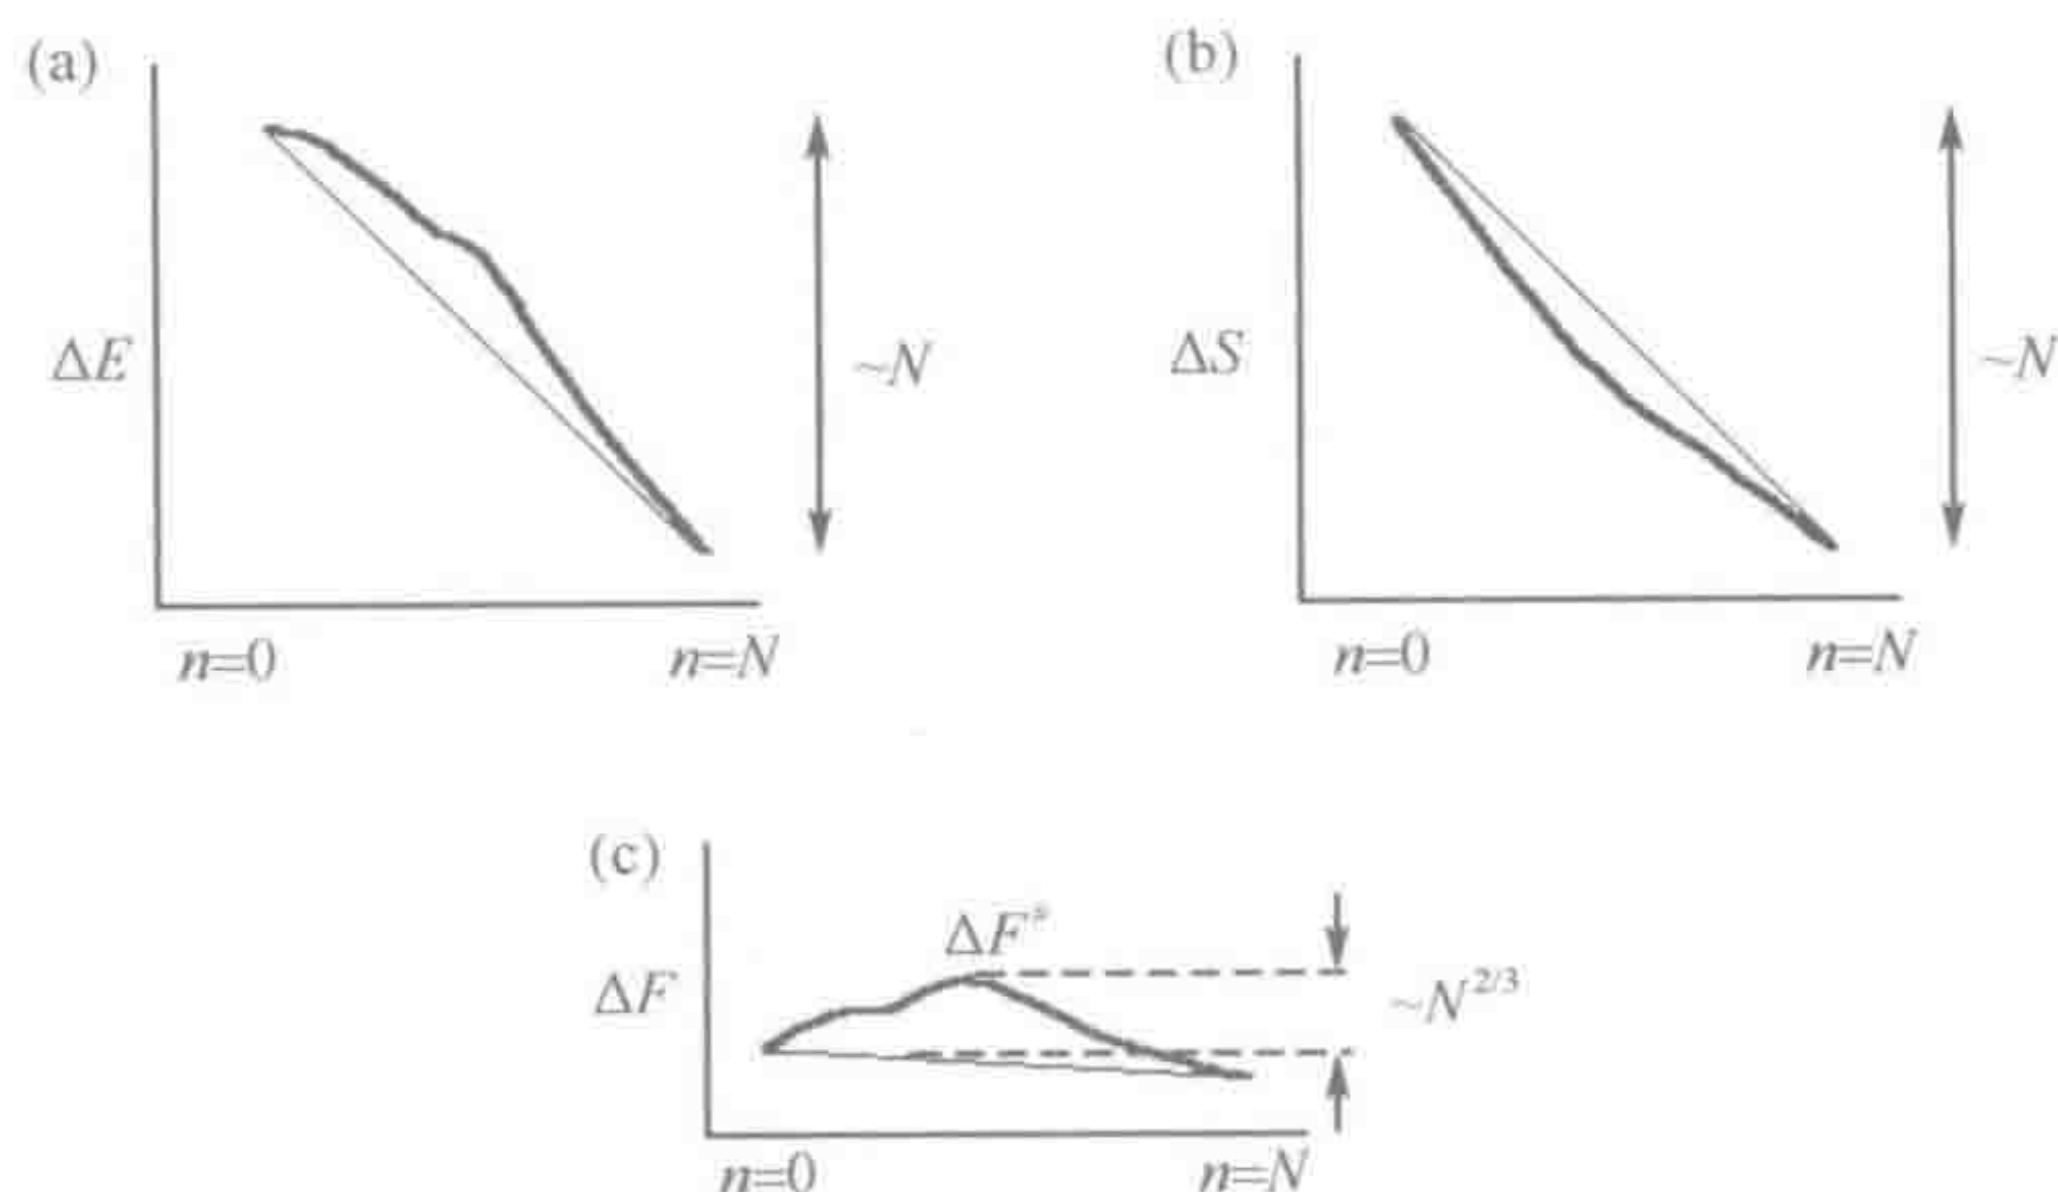 (a)
ΔE
~N
n=0
n=N
(b)
ΔS
~N
n=0
n=N
(c)
ΔF
ΔF*
~N^2/3
n=0
n=N